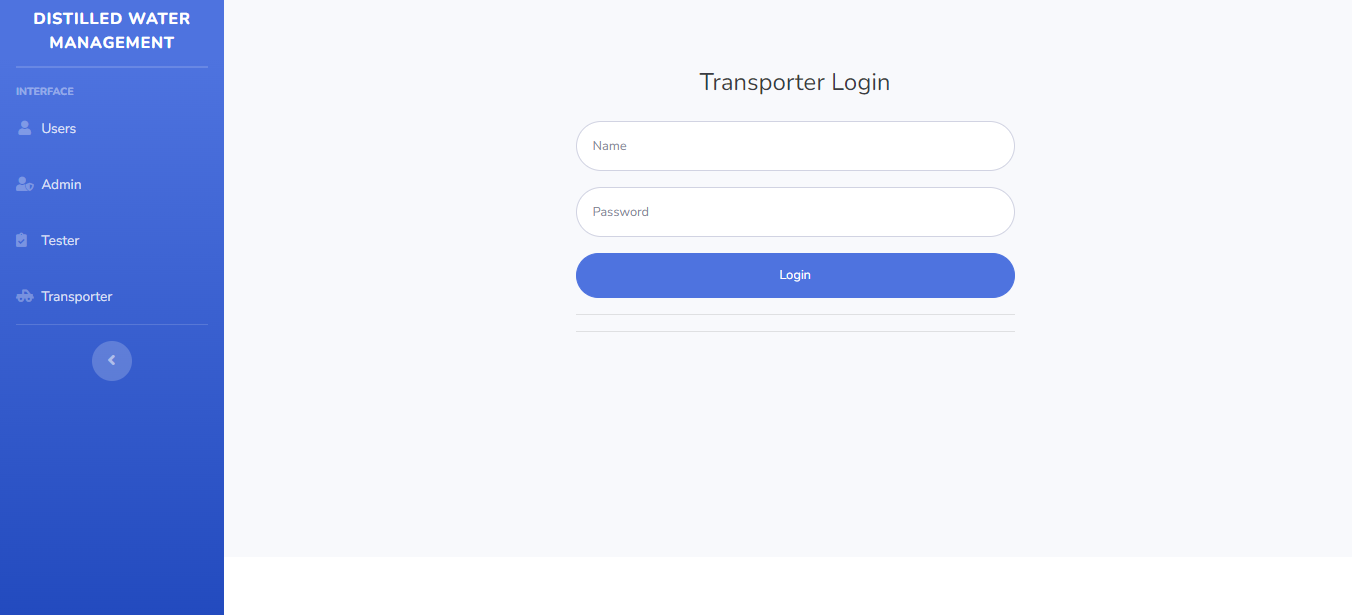 DISTILLED WATER
MANAGEMENT
INTERFACE
Users
Admin
Tester
Transporter
Transporter Login
Name
Password
Login